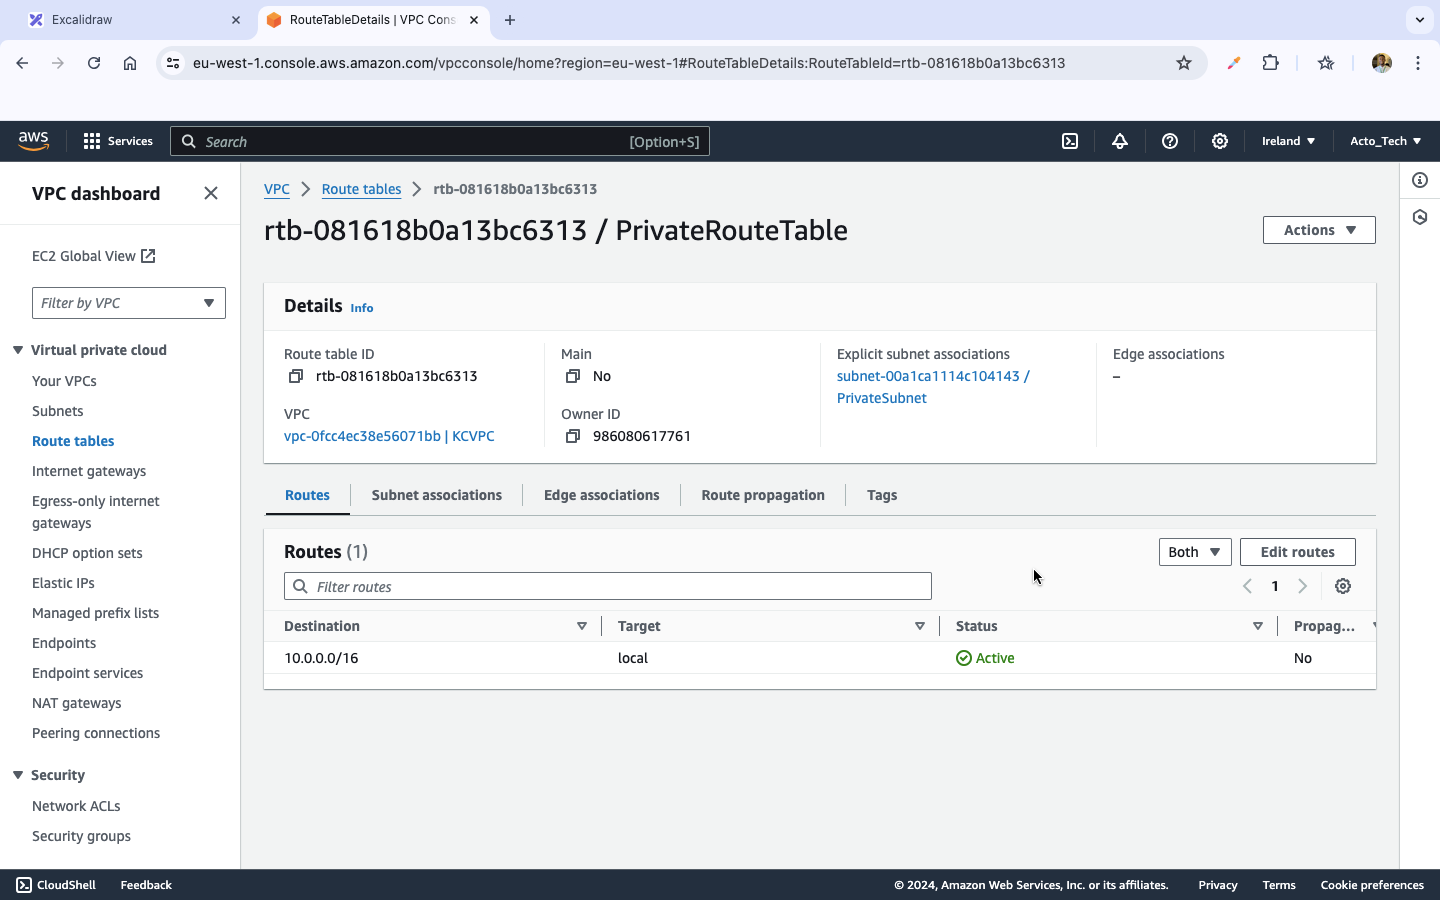 Excalidraw
RouteTableDetails | VPC Cons
eu-west-1.console.aws.amazon.com/vpcconsole/home?region=eu-west-1#RouteTableDetails:RouteTableId=rtb-081618b0a13bc6313
aws
Services
Search
[Option+S]
Ireland
Acto_Tech
VPC dashboard
EC2 Global View
Filter by VPC
Virtual private cloud
Your VPCs
Subnets
Route tables
Internet gateways
Egress-only internet
gateways
DHCP option sets
Elastic IPs
Managed prefix lists
Endpoints
Endpoint services
NAT gateways
Peering connections
Security
Network ACLs
Security groups
VPC
Route tables
rtb-081618b0a13bc6313
rtb-081618b0a13bc6313 / PrivateRouteTable
Actions
Details Info
Route table ID
rtb-081618b0a13bc6313
Main
No
Explicit subnet associations
subnet-00a1ca1114c104143 /
PrivateSubnet
Edge associations
–
VPC
vpc-0fcc4ec38e56071bb | KCVPC
Owner ID
986080617761
Routes
Subnet associations
Edge associations
Route propagation
Tags
Routes (1)
Both
Edit routes
Filter routes
1
Destination
Target
Status
Propag...
10.0.0.0/16
local
Active
No
CloudShell
Feedback
© 2024, Amazon Web Services, Inc. or its affiliates.
Privacy
Terms
Cookie preferences